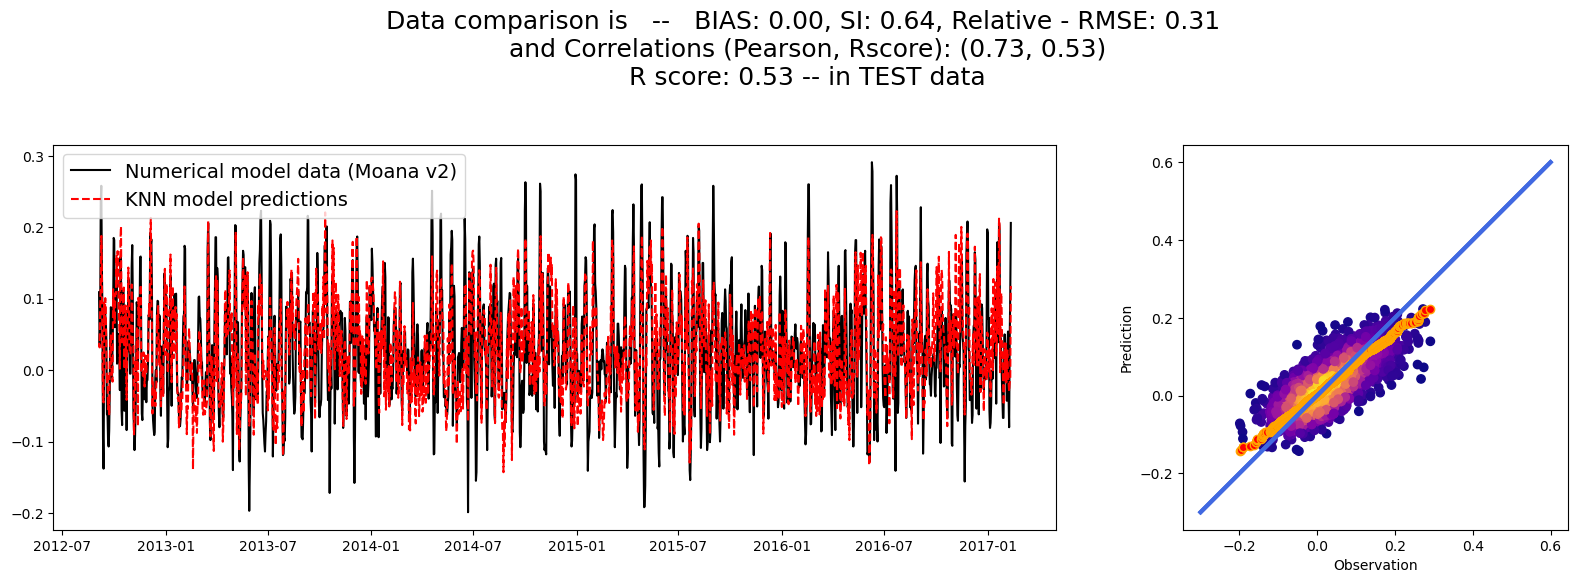 Data comparison is -- BIAS: 0.00, SI: 0.64, Relative - RMSE: 0.31
and Correlations (Pearson, Rscore): (0.73, 0.53)
R score: 0.53 -- in TEST data
Numerical model data (Moana v2)
KNN model predictions
0.3
0.2
0.1
0.0
−0.1
−0.2
2012-07 2013-01 2013-07 2014-01 2014-07 2015-01 2015-07 2016-01 2016-07 2017-01
Prediction
0.6
0.4
0.2
0.0
−0.2
−0.2 0.0 0.2 0.4 0.6
Observation